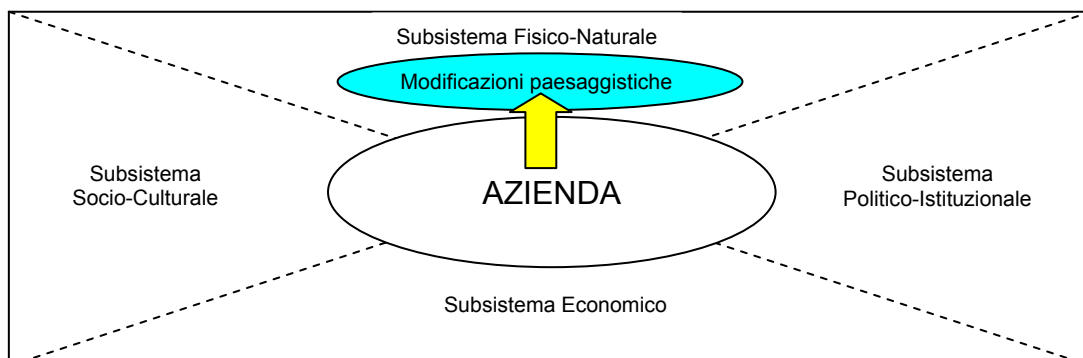 Subsistema Fisico-Naturale
Modificazioni paesaggistiche
Subsistema
Socio-Culturale
AZIENDA
Subsistema
Politico-Istituzionale
Subsistema Economico